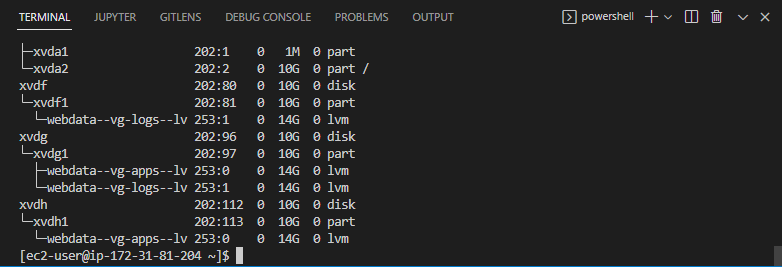 TERMINAL JUPYTER GITLENS DEBUG CONSOLE PROBLEMS OUTPUT powershell
├─xvda1 202:1 0 1M 0 part
└─xvda2 202:2 0 10G 0 part /
xvdf 202:80 0 10G 0 disk
└─xvdf1 202:81 0 10G 0 part
  └─webdata--vg-logs--lv 253:1 0 14G 0 lvm
xvdg 202:96 0 10G 0 disk
└─xvdg1 202:97 0 10G 0 part
  ├─webdata--vg-apps--lv 253:0 0 14G 0 lvm
  └─webdata--vg-logs--lv 253:1 0 14G 0 lvm
xvdh 202:112 0 10G 0 disk
└─xvdh1 202:113 0 10G 0 part
  └─webdata--vg-apps--lv 253:0 0 14G 0 lvm
[ec2-user@ip-172-31-81-204 ~]$